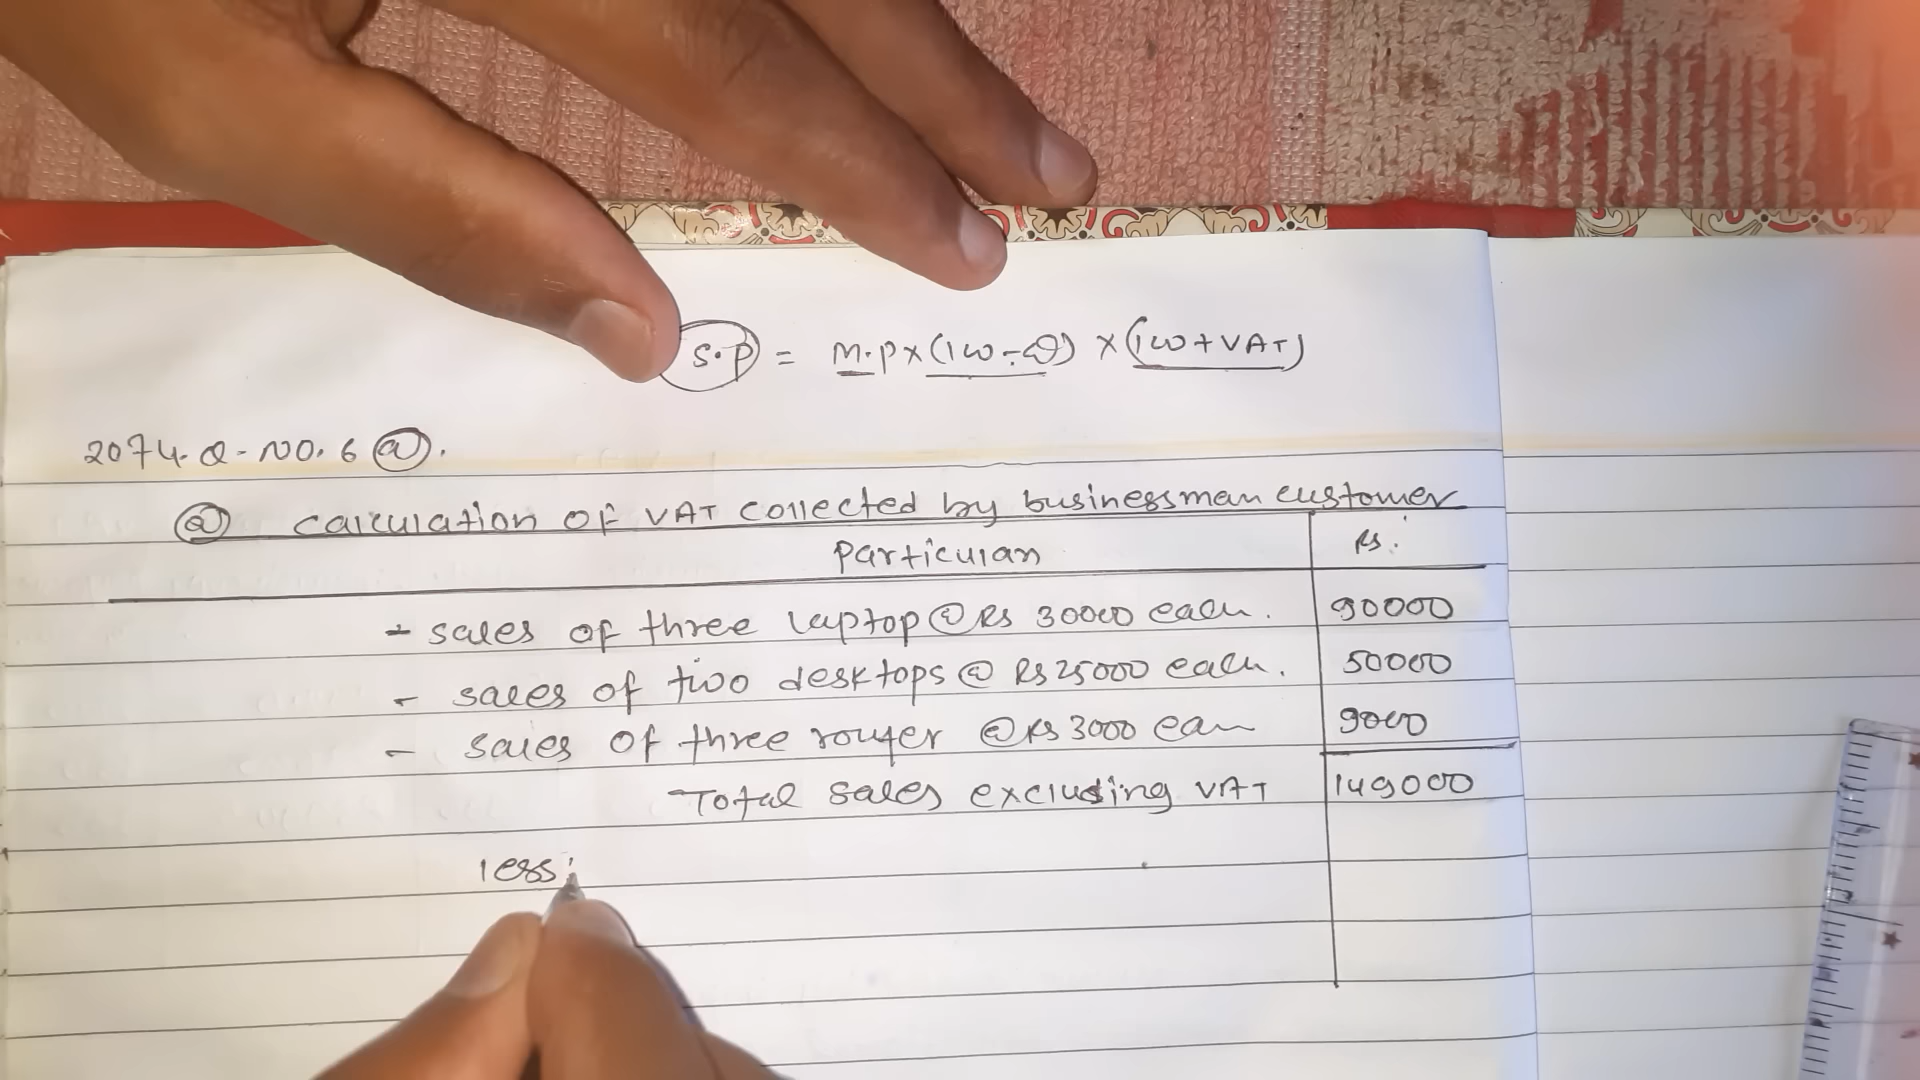 S.P = M.P x (100-D) x (100+VAT)
2074. Q-NO. 6 (a).
(a) calculation of VAT collected by businessman customer
particular Rs.
- sales of three laptop @ Rs 30000 each. 90000
- sales of two desktops @ Rs 25000 each. 50000
- sales of three router @ Rs 3000 each 9000
Total sales excluding VAT 149000
less: